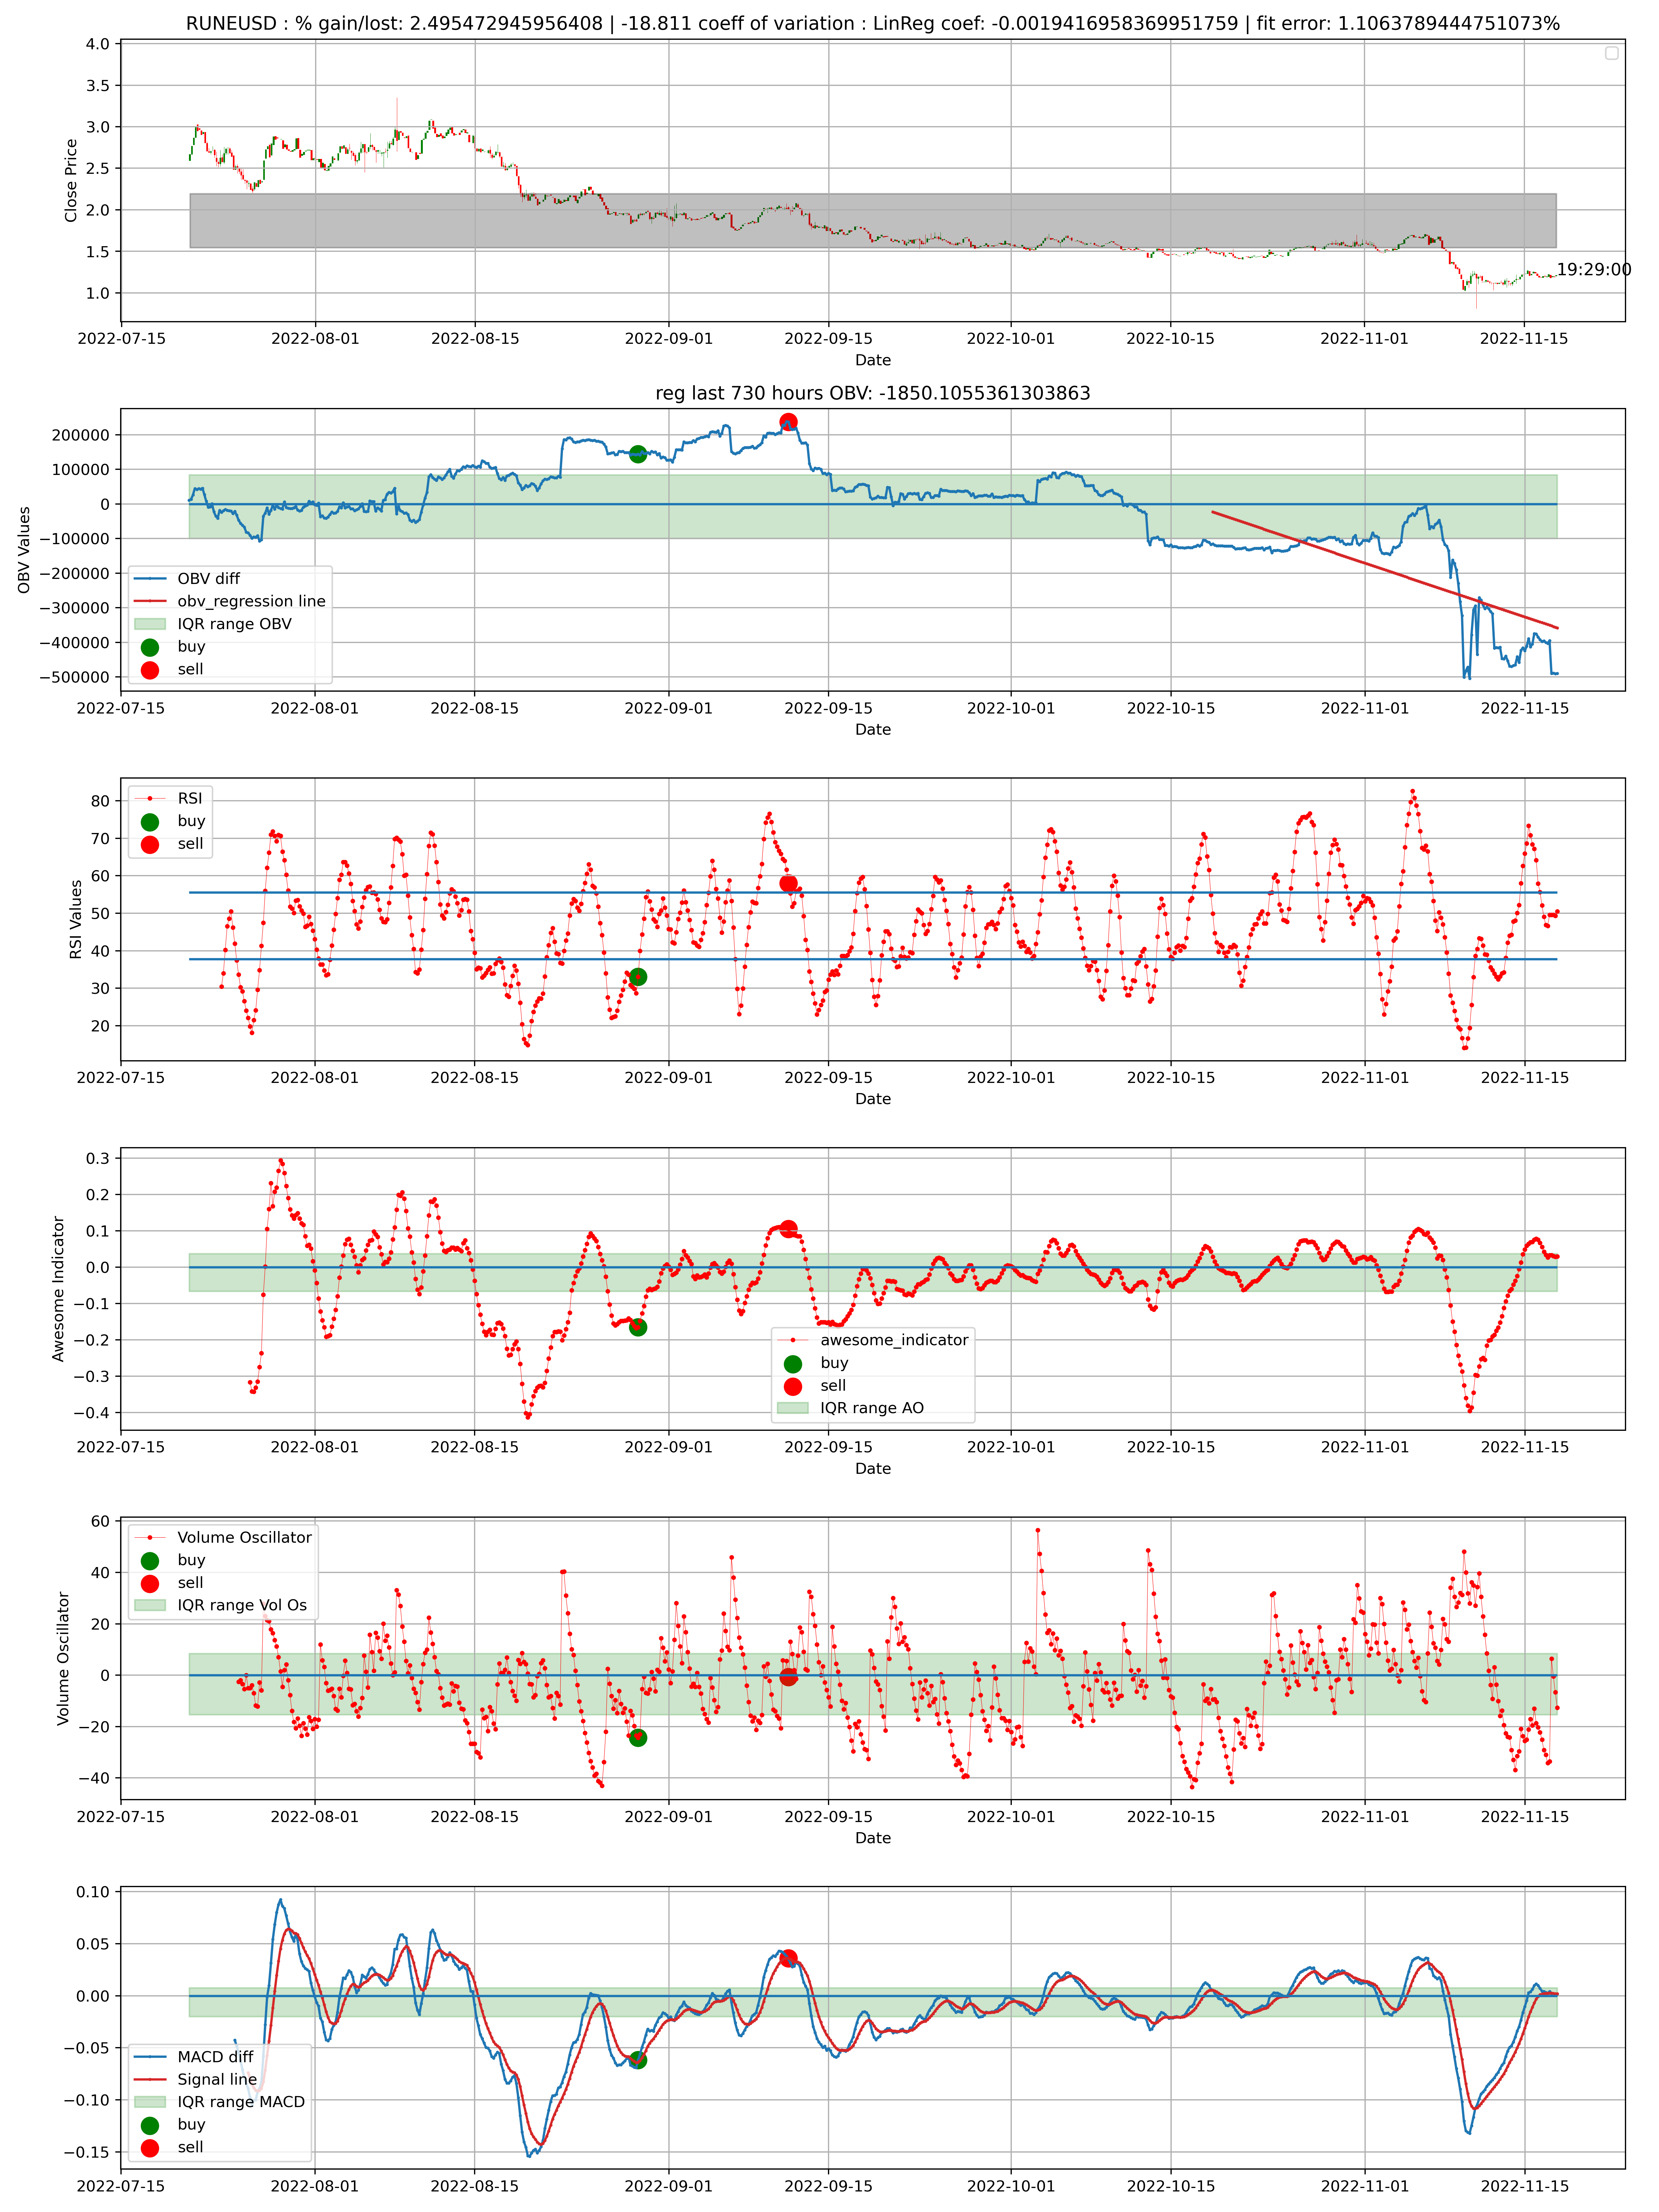 RUNEUSD : % gain/lost: 2.495472945956408 | -18.811 coeff of variation : LinReg coef: -0.0019416958369951759 | fit error: 1.1063789444751073%
4.0
3.5
3.0
2.5
2.0
1.5
1.0
Close Price
19:29:00
2022-07-15 2022-08-01 2022-08-15 2022-09-01 2022-09-15 2022-10-01 2022-10-15 2022-11-01 2022-11-15
Date
reg last 730 hours OBV: -1850.1055361303863
200000
100000
0
−100000
−200000
−300000
−400000
−500000
OBV Values
OBV diff
obv_regression line
IQR range OBV
buy
sell
2022-07-15 2022-08-01 2022-08-15 2022-09-01 2022-09-15 2022-10-01 2022-10-15 2022-11-01 2022-11-15
Date
80
70
60
50
40
30
20
RSI Values
RSI
buy
sell
2022-07-15 2022-08-01 2022-08-15 2022-09-01 2022-09-15 2022-10-01 2022-10-15 2022-11-01 2022-11-15
Date
0.3
0.2
0.1
0.0
−0.1
−0.2
−0.3
−0.4
Awesome Indicator
awesome_indicator
buy
sell
IQR range AO
2022-07-15 2022-08-01 2022-08-15 2022-09-01 2022-09-15 2022-10-01 2022-10-15 2022-11-01 2022-11-15
Date
60
40
20
0
−20
−40
Volume Oscillator
Volume Oscillator
buy
sell
IQR range Vol Os
2022-07-15 2022-08-01 2022-08-15 2022-09-01 2022-09-15 2022-10-01 2022-10-15 2022-11-01 2022-11-15
Date
0.10
0.05
0.00
−0.05
−0.10
−0.15
MACD diff
Signal line
IQR range MACD
buy
sell
2022-07-15 2022-08-01 2022-08-15 2022-09-01 2022-09-15 2022-10-01 2022-10-15 2022-11-01 2022-11-15